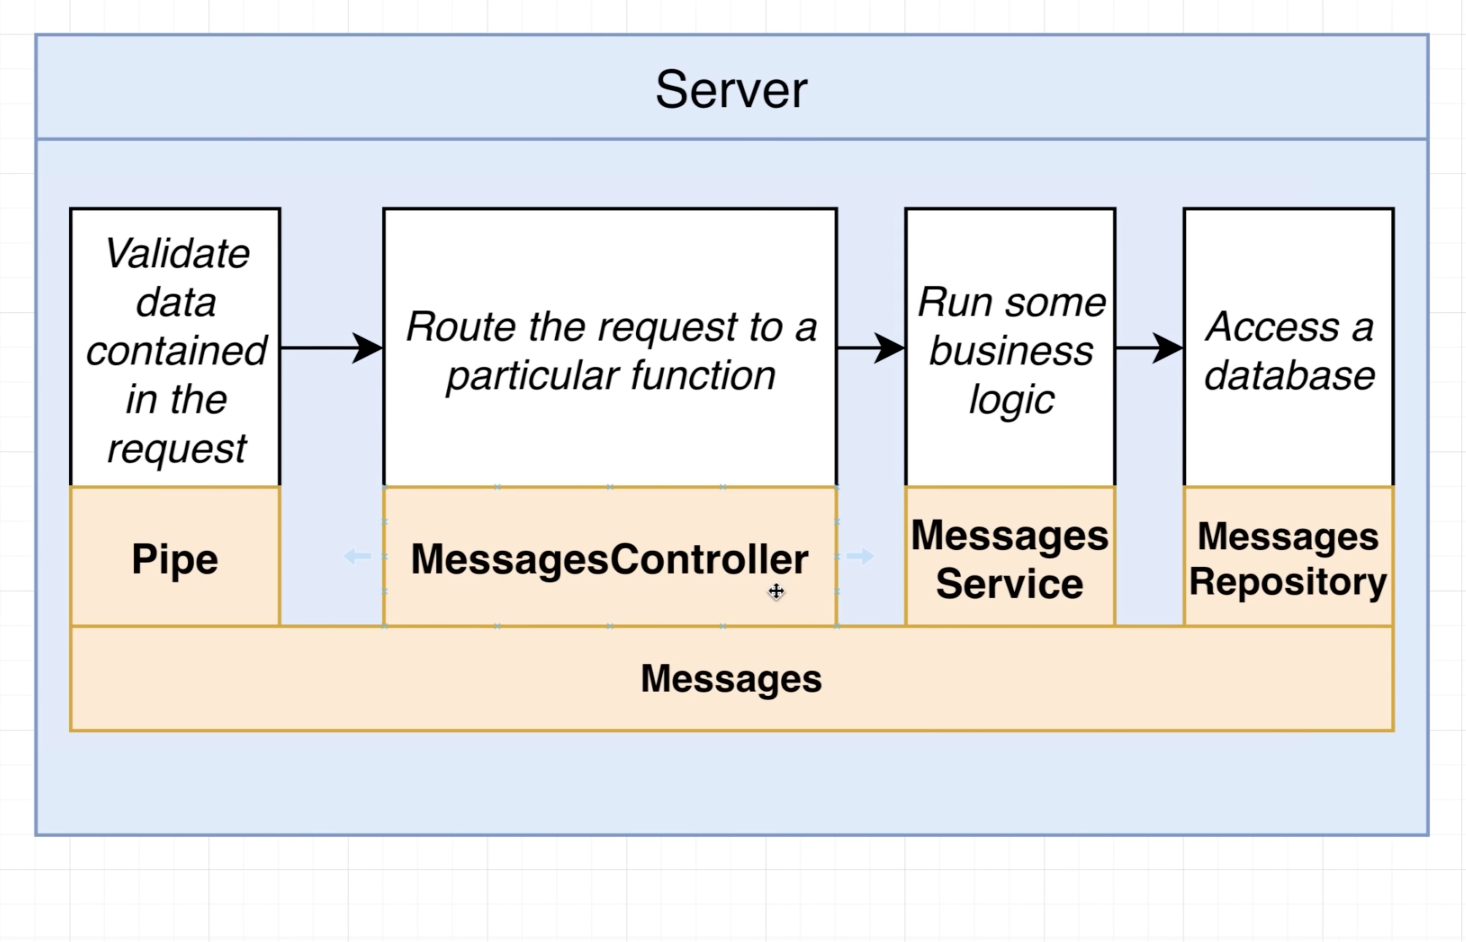 Server
Validate
data
contained
in the
request
Route the request to a
particular function
Run some
business
logic
Access a
database
Pipe
MessagesController
Messages
Service
Messages
Repository
Messages